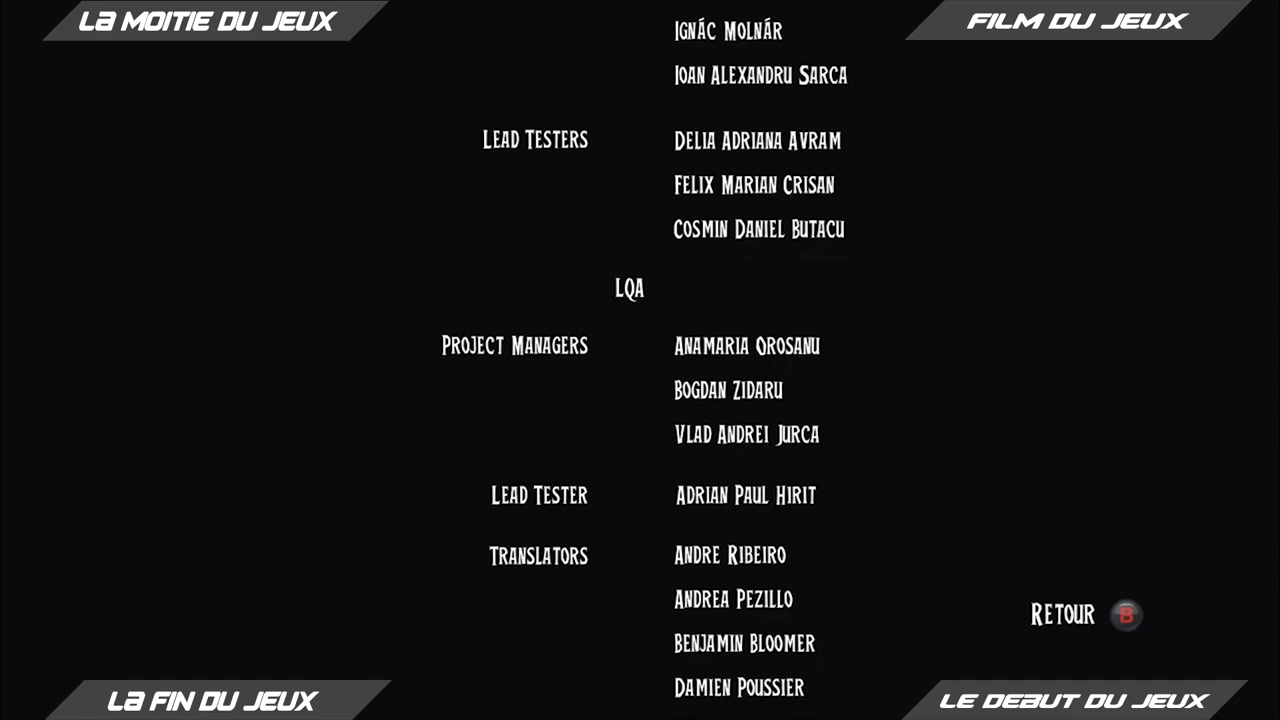 LA MOITIE DU JEUX
FILM DU JEUX
IGNÁC MOLNÁR
IOAN ALEXANDRU SARCA
LEAD TESTERS DELIA ADRIANA AVRAM
FELIX MARIAN CRISAN
COSMIN DANIEL BUTACU
LQA
PROJECT MANAGERS ANAMARIA OROSANU
BOGDAN ZIDARU
VLAD ANDREI JURCA
LEAD TESTER ADRIAN PAUL HIRIT
TRANSLATORS ANDRE RIBEIRO
ANDREA PEZILLO
RETOUR B
BENJAMIN BLOOMER
DAMIEN POUSSIER
LA FIN DU JEUX
LE DEBUT DU JEUX